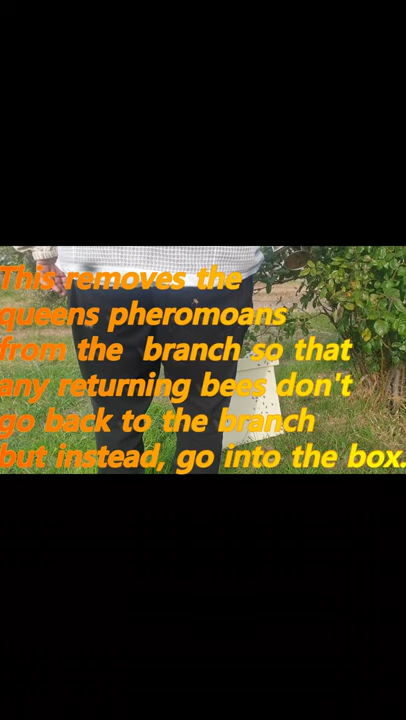 This removes the
queens pheromoans
from the branch so that
any returning bees don't
go back to the branch
but instead, go into the box.